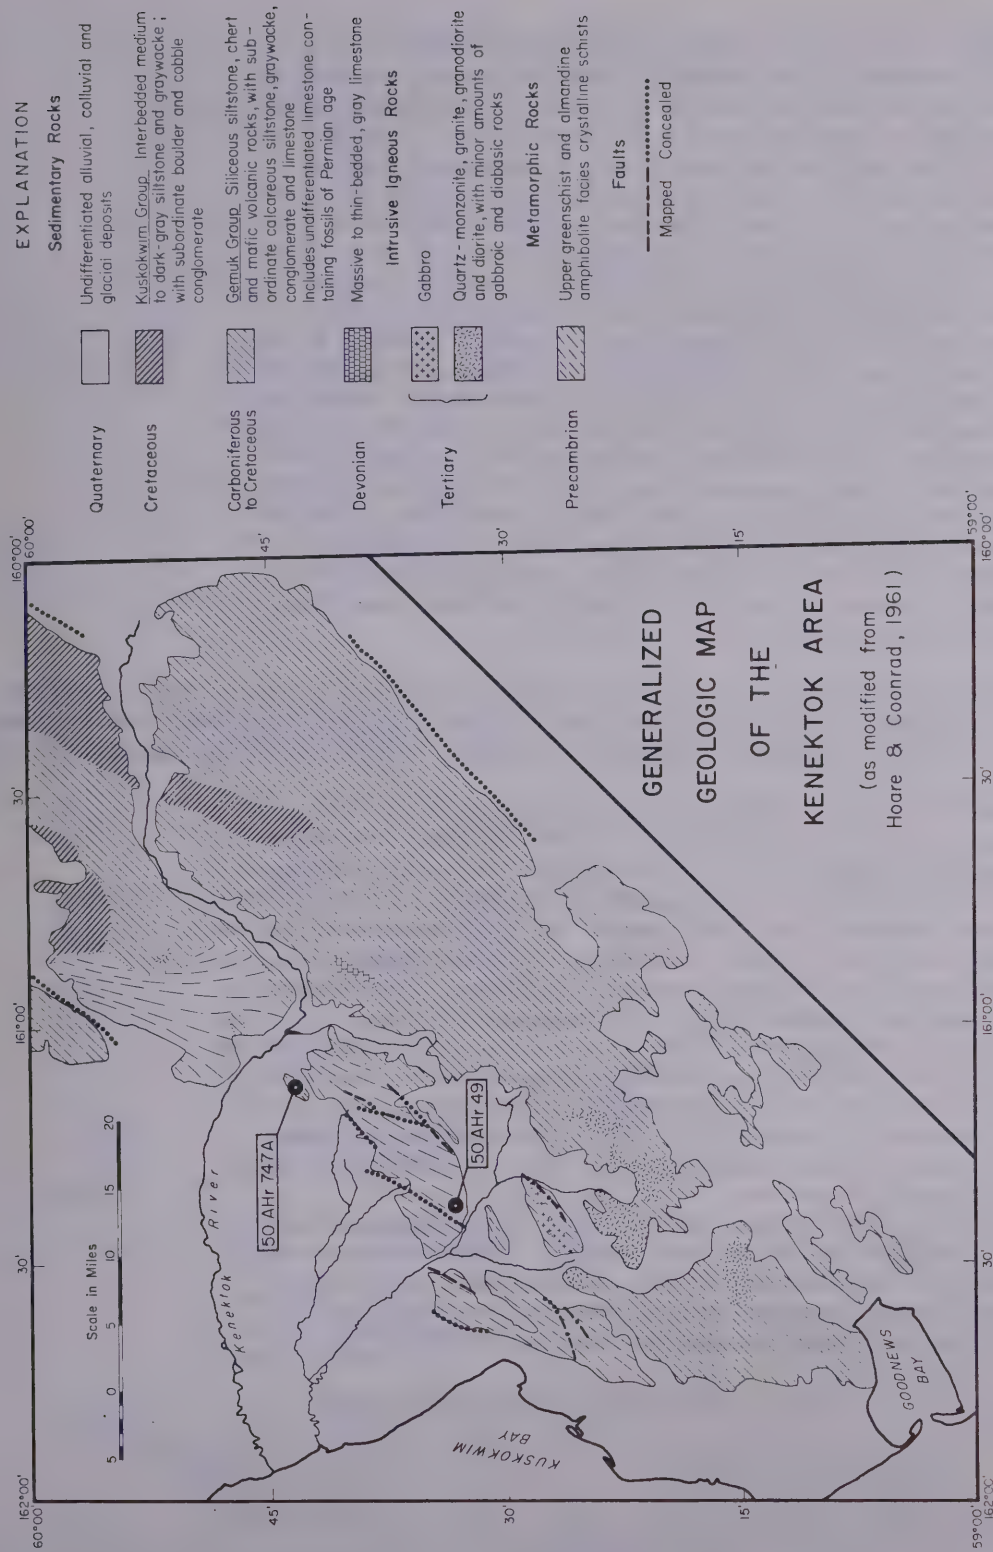 EXPLANATION
Sedimentary Rocks
Quaternary
Undifferentiated alluvial, colluvial and
glacial deposits
Cretaceous
Kuskokwim Group Interbedded medium
to dark-gray siltstone and graywacke;
with subordinate boulder and cobble
conglomerate
Carboniferous
to Cretaceous
Gemuk Group Siliceous siltstone, chert
and mafic volcanic rocks, with sub-
ordinate calcareous siltstone, graywacke,
conglomerate and limestone
Includes undifferentiated limestone con-
taining fossils of Permian age
Devonian
Massive to thin-bedded, gray limestone
Intrusive Igneous Rocks
Tertiary
Gabbro
Quartz-monzonite, granite, granodiorite
and diorite, with minor amounts of
gabbroic and diabasic rocks
Metamorphic Rocks
Precambrian
Upper greenschist and almandine
amphibolite facies crystalline schists
Faults
Mapped Concealed
162°00'
60°00'
30'
161°00'
30'
160°00'
60°00'
45'
30'
15'
59°00'
162°00'
30'
161°00'
30'
59°00'
160°00'
45'
30'
15'
Scale in Miles
5 0 5 10 15 20
Kenektok River
50 AHr 747A
50 AHr 49
KUSKOKWIM
BAY
GOODNEWS
BAY
GENERALIZED
GEOLOGIC MAP
OF THE
KENEKTOK AREA
(as modified from
Hoare & Coonrad, 1961)